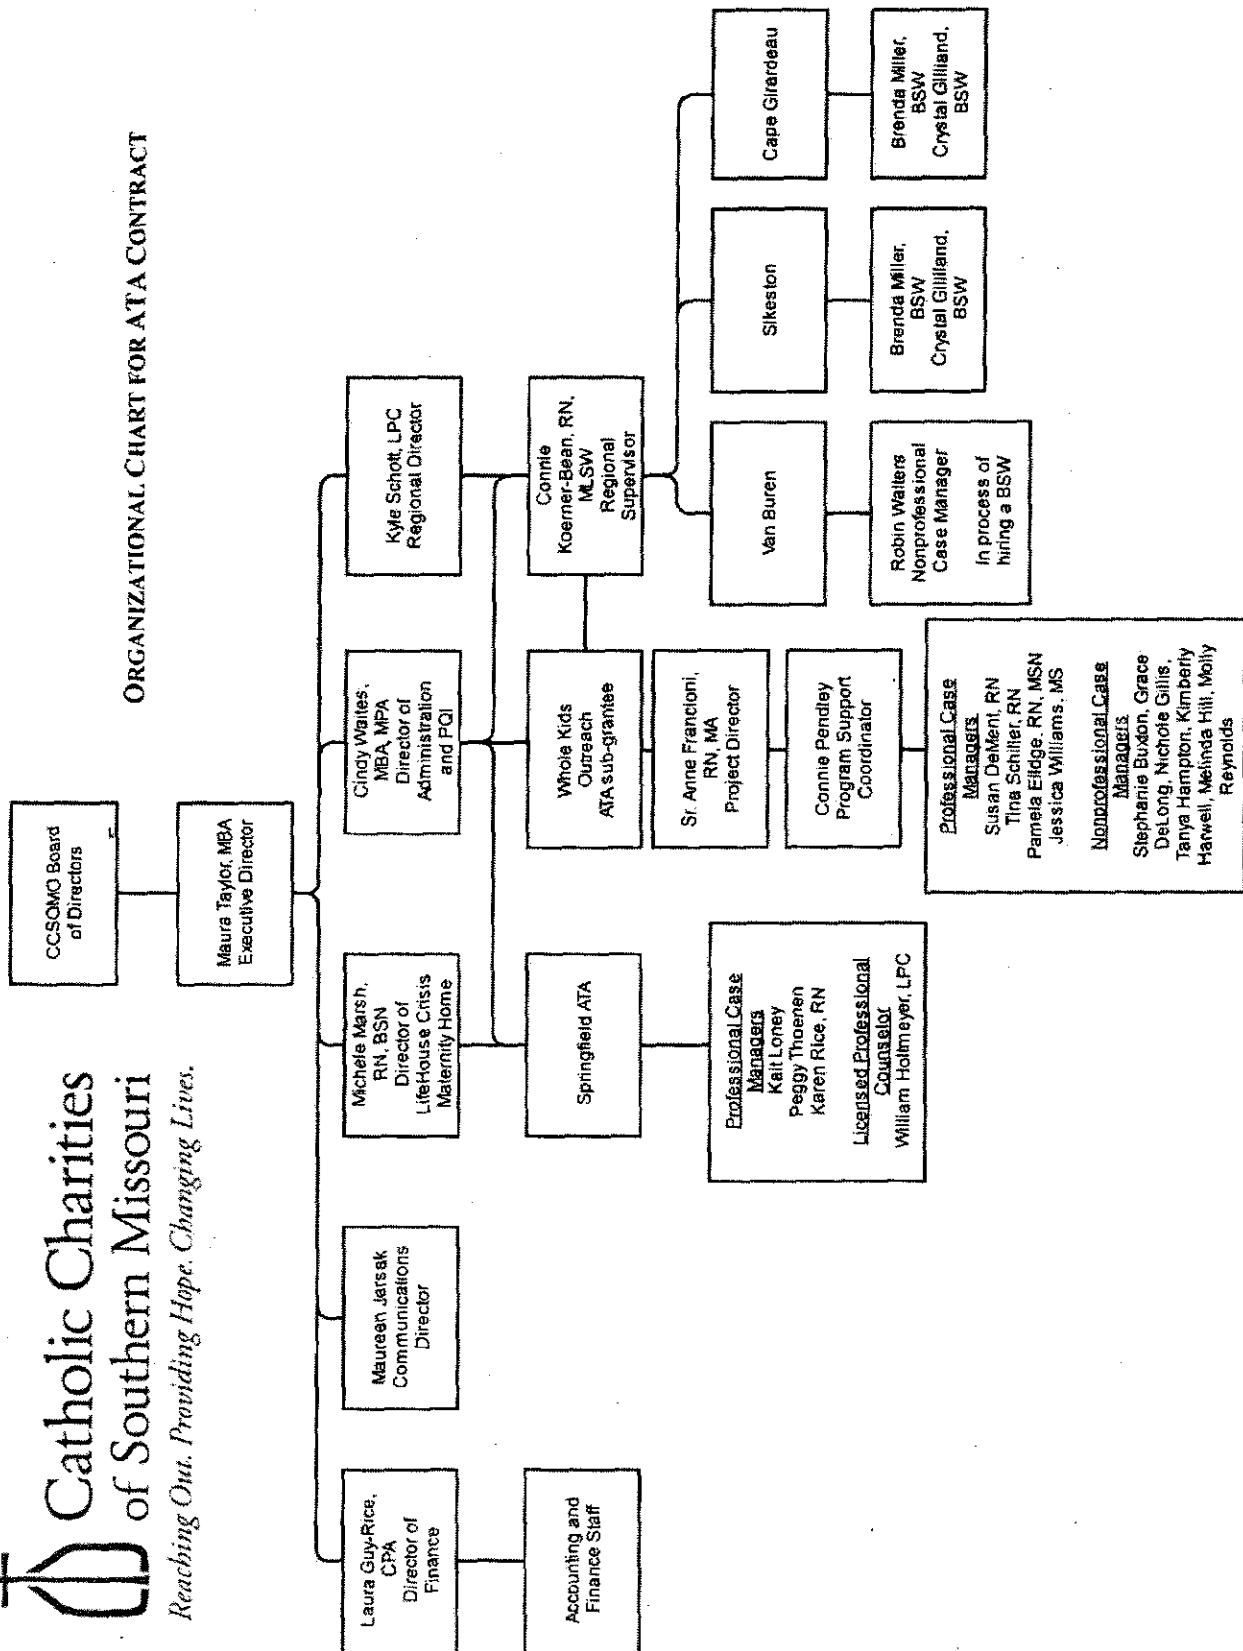 Catholic Charities
of Southern Missouri
Reaching Out. Providing Hope. Changing Lives.
ORGANIZATIONAL CHART FOR ATA CONTRACT
CCSOMO Board
of Directors
Maura Taylor, MBA
Executive Director
Laura Guy-Rice,
CPA
Director of
Finance
Maureen Jarsak
Communications
Director
Michele Marsh,
RN, BSN
Director of
LifeHouse Crisis
Maternity Home
Cindy Waites,
MBA, MPA
Director of
Administration
and PQI
Kyle Schott, LPC
Regional Director
Accounting and
Finance Staff
Springfield ATA
Whole Kids
Outreach
ATA sub-grantee
Connie
Koerner-Bean, RN,
MLSW
Regional
Supervisor
Professional Case
Managers
Kait Loney
Peggy Thoenen
Karen Rice, RN
Licensed Professional
Counselor
William Holtmeyer, LPC
Sr. Anne Francioni,
RN, MA
Project Director
Connie Pendley
Program Support
Coordinator
Professional Case
Managers
Susan DeMent, RN
Tina Schiller, RN
Pamela Elldge, RN, MSN
Jessica Williams, MS
Nonprofessional Case
Managers
Stephanie Buxton, Grace
DeLong, Nichole Gillis,
Tanya Hampton, Kimberly
Harwell, Melinda Hill, Molly
Reynolds
Van Buren
Sikeston
Cape Girardeau
Robin Walters
Nonprofessional
Case Manager
In process of
hiring a BSW
Brenda Miller,
BSW
Crystal Gilliland,
BSW
Brenda Miller,
BSW
Crystal Gilliand,
BSW